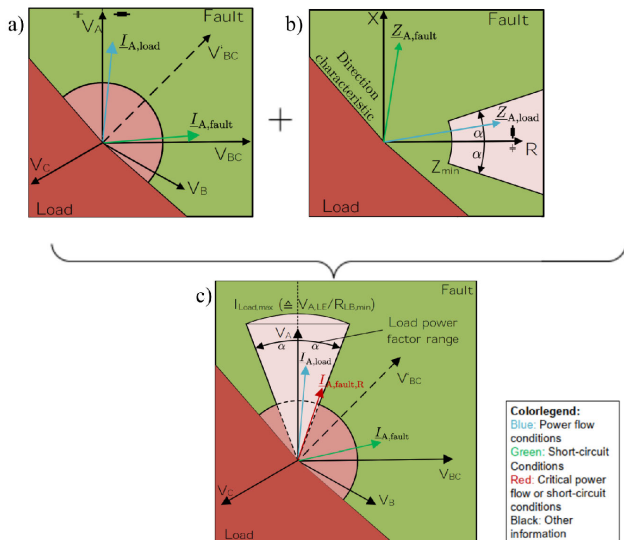 a)
V_A
Fault
I_A,load
V'_BC
I_A,fault
V_BC
V_C
V_B
Load
+
b)
X
Fault
Z_A,fault
Direction
characteristic
Z_A,load
α
α
R
Z_min
c)
Fault
I_Load,max (≙ V_A,LE/R_LB,min)
V_A
Load power
factor range
α α
I_A,load
I_A,fault,R
V'_BC
I_A,fault
V_BC
V_C
V_B
Load
Colorlegend:
Blue: Power flow
conditions
Green: Short-circuit
Conditions
Red: Critical power
flow or short-circuit
conditions
Black: Other
information